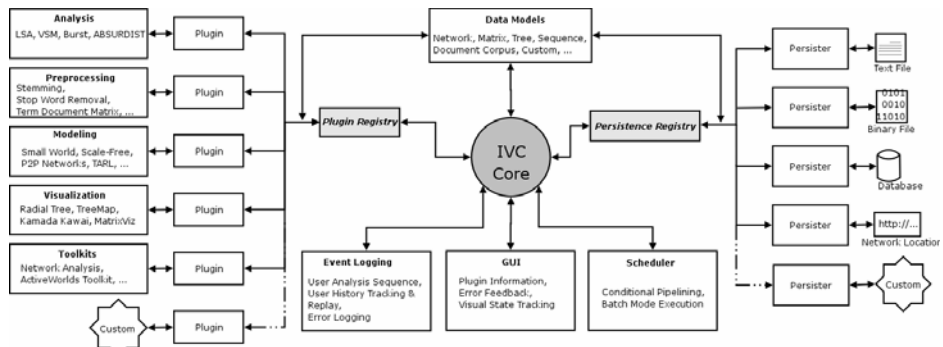 Analysis
LSA, VSM, Burst, ABSURDIST
Plugin
Preprocessing
Stemming,
Stop Word Removal,
Term Document Matrix, ...
Plugin
Modeling
Small World, Scale-Free,
P2P Networks, TARL, ...
Plugin
Visualization
Radial Tree, TreeMap,
Kamada Kawai, MatrixViz
Plugin
Toolkits
Network Analysis,
ActiveWorlds Toolkit, ...
Plugin
Custom
Plugin
Plugin Registry
Data Models
Network, Matrix, Tree, Sequence,
Document Corpus, Custom, ...
IVC
Core
Persistence Registry
Event Logging
User Analysis Sequence,
User History Tracking &
Replay,
Error Logging
GUI
Plugin Information,
Error Feedback,
Visual State Tracking
Scheduler
Conditional Pipelining,
Batch Mode Execution
Persister
Text File
Persister
0101
0010
11010
Binary File
Persister
Database
Persister
http://...
Network Location
Persister
Custom